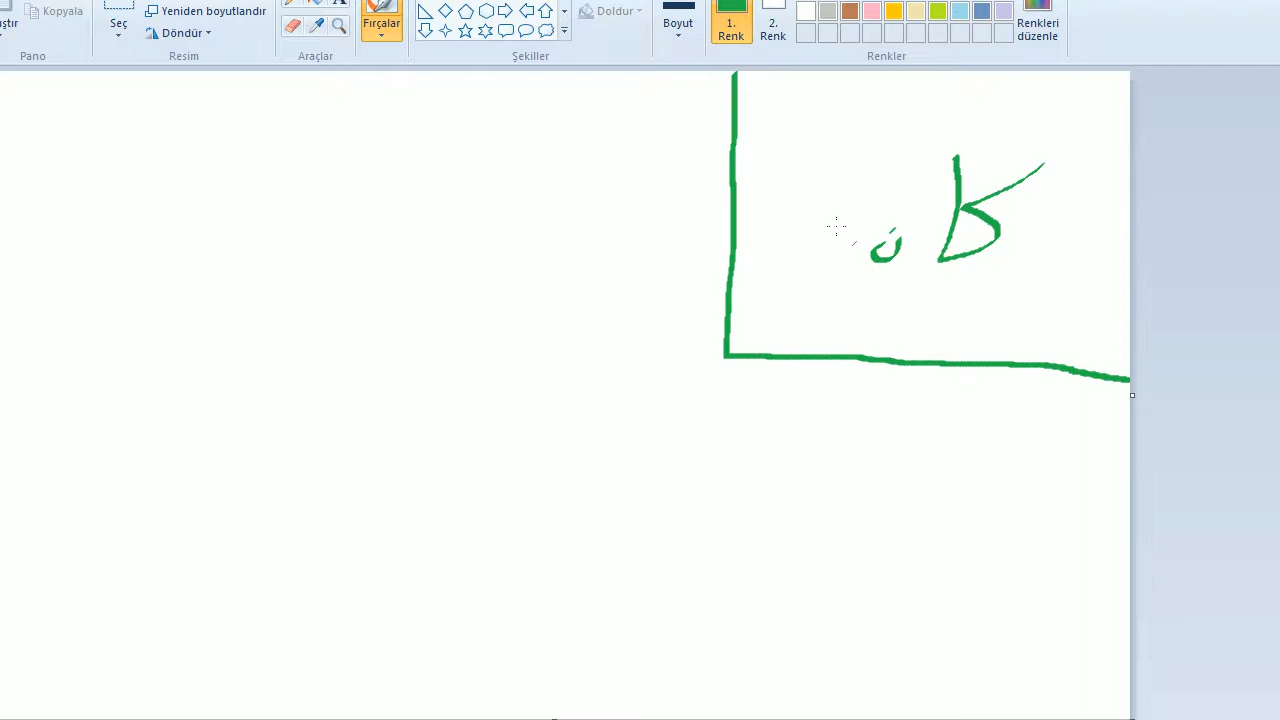 Kopyala
Seç
Yeniden boyutlandır
Döndür
A
Fırçalar
Doldur
Boyut
1.
Renk
2.
Renk
Renkleri
düzenle
Pano
Resim
Araçlar
Şekiller
Renkler